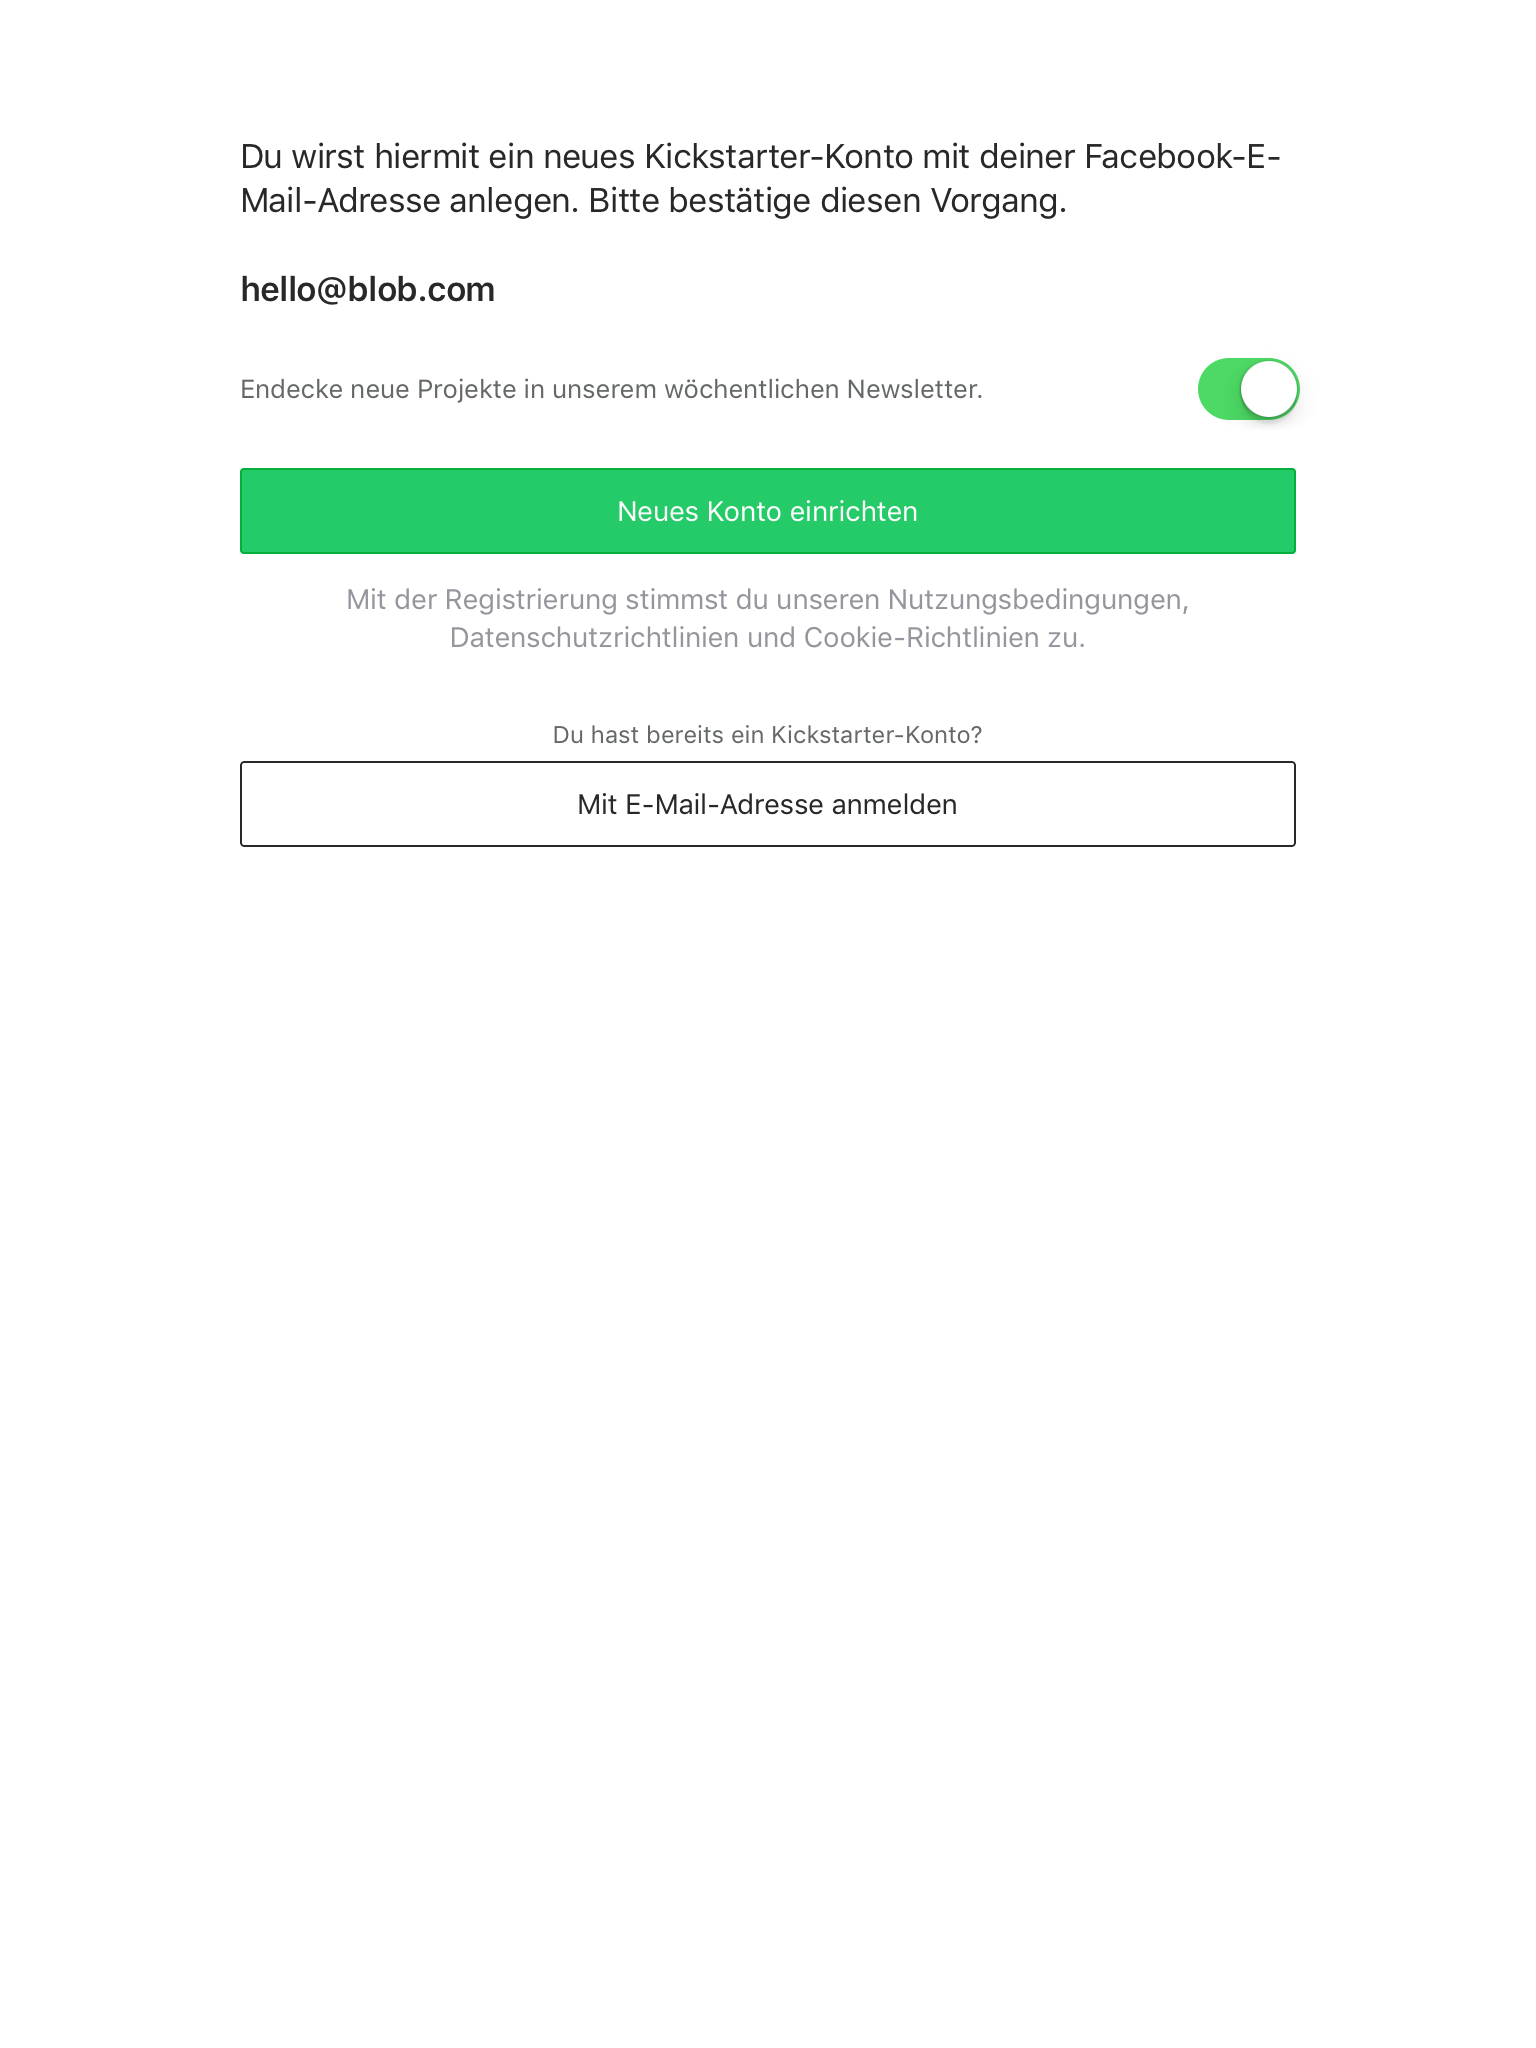 Du wirst hiermit ein neues Kickstarter-Konto mit deiner Facebook-E-
Mail-Adresse anlegen. Bitte bestätige diesen Vorgang.
hello@blob.com
Endecke neue Projekte in unserem wöchentlichen Newsletter.
Neues Konto einrichten
Mit der Registrierung stimmst du unseren Nutzungsbedingungen,
Datenschutzrichtlinien und Cookie-Richtlinien zu.
Du hast bereits ein Kickstarter-Konto?
Mit E-Mail-Adresse anmelden